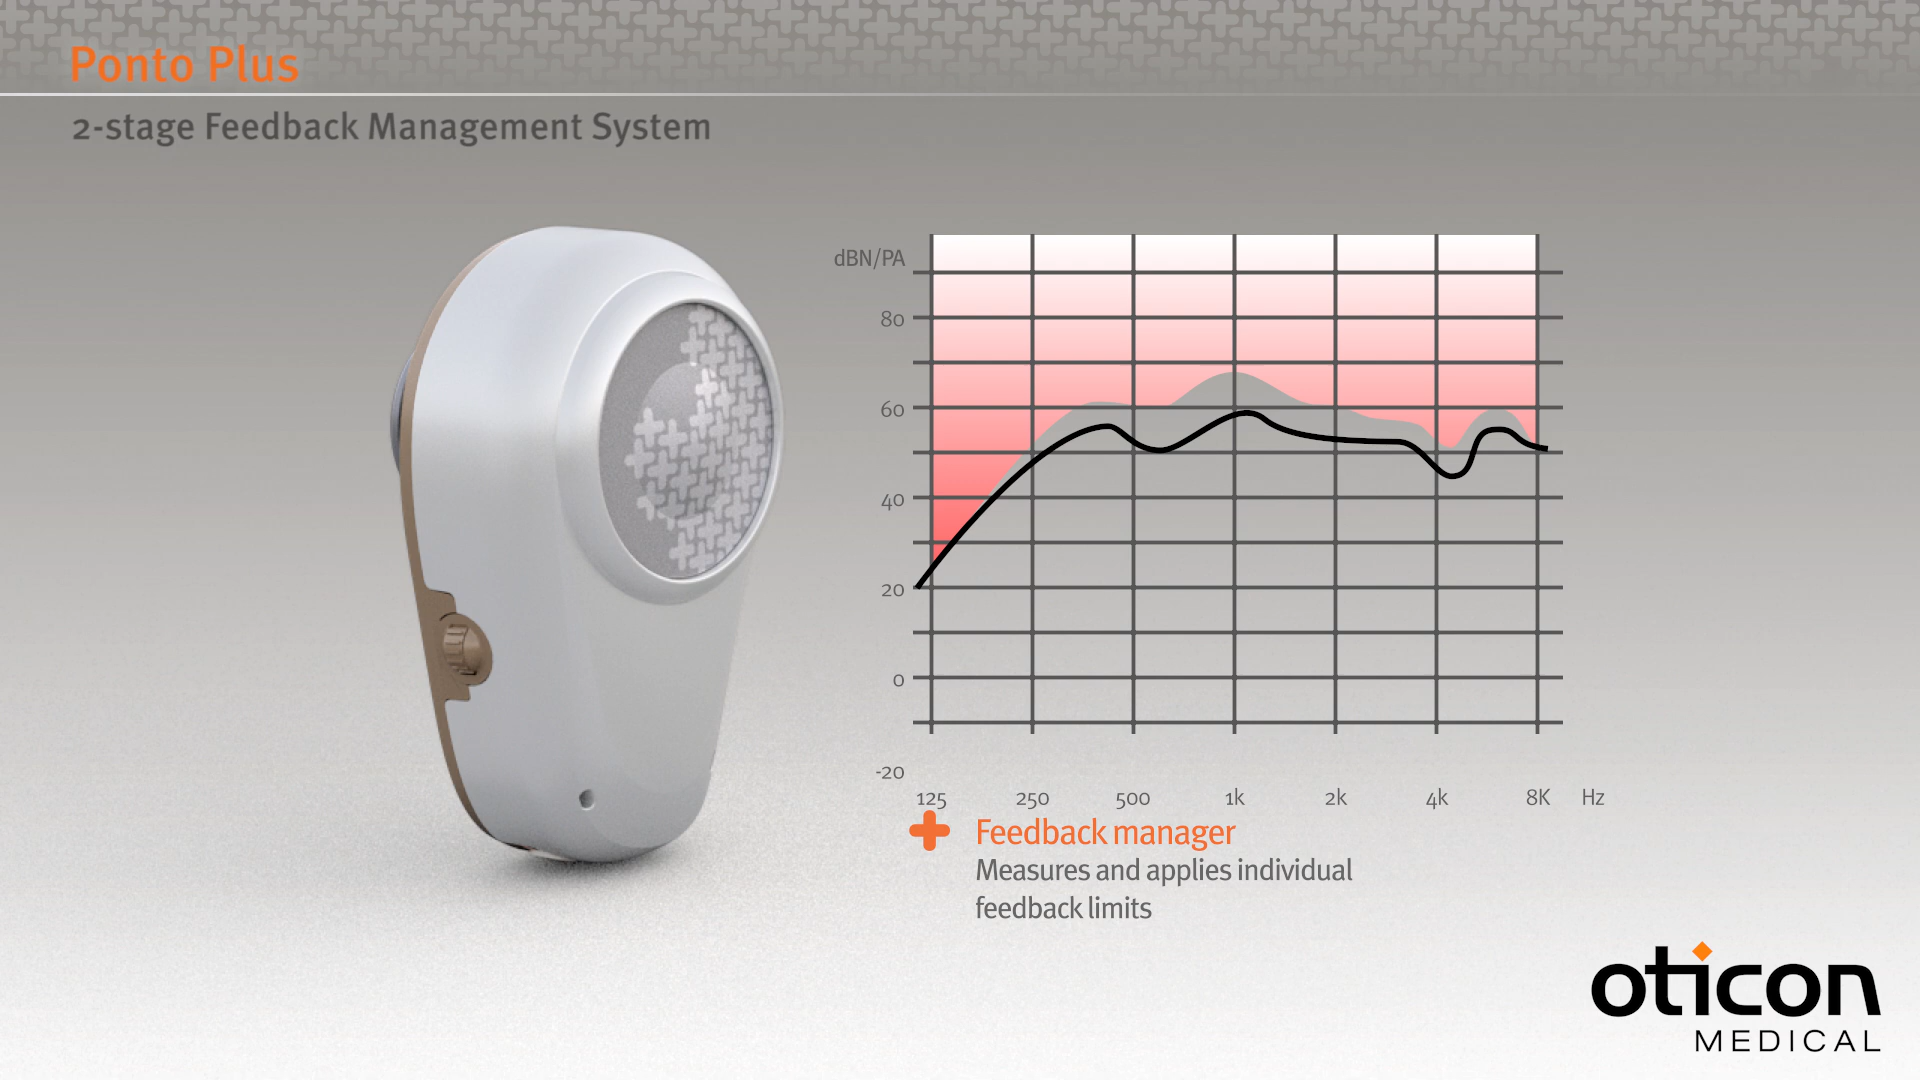 Ponto Plus
2-stage Feedback Management System
dBN/PA
80
60
40
20
0
-20
125 250 500 1k 2k 4k 8K Hz
Feedback manager
Measures and applies individual
feedback limits
oticon
MEDICAL